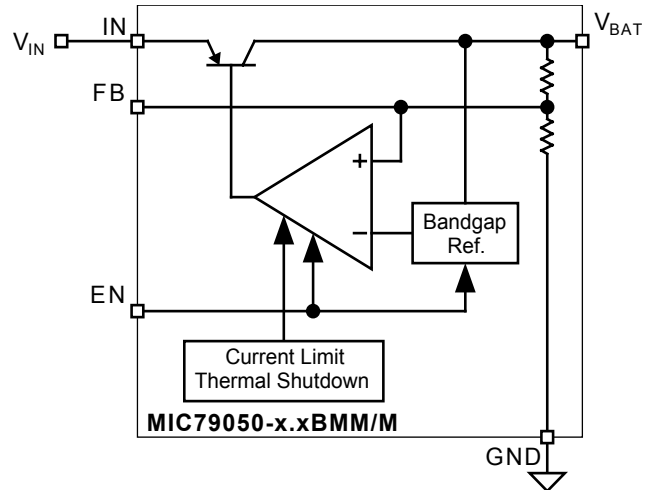 V_IN
IN
V_BAT
FB
+
−
Bandgap
Ref.
EN
Current Limit
Thermal Shutdown
MIC79050-x.xBMM/M
GND